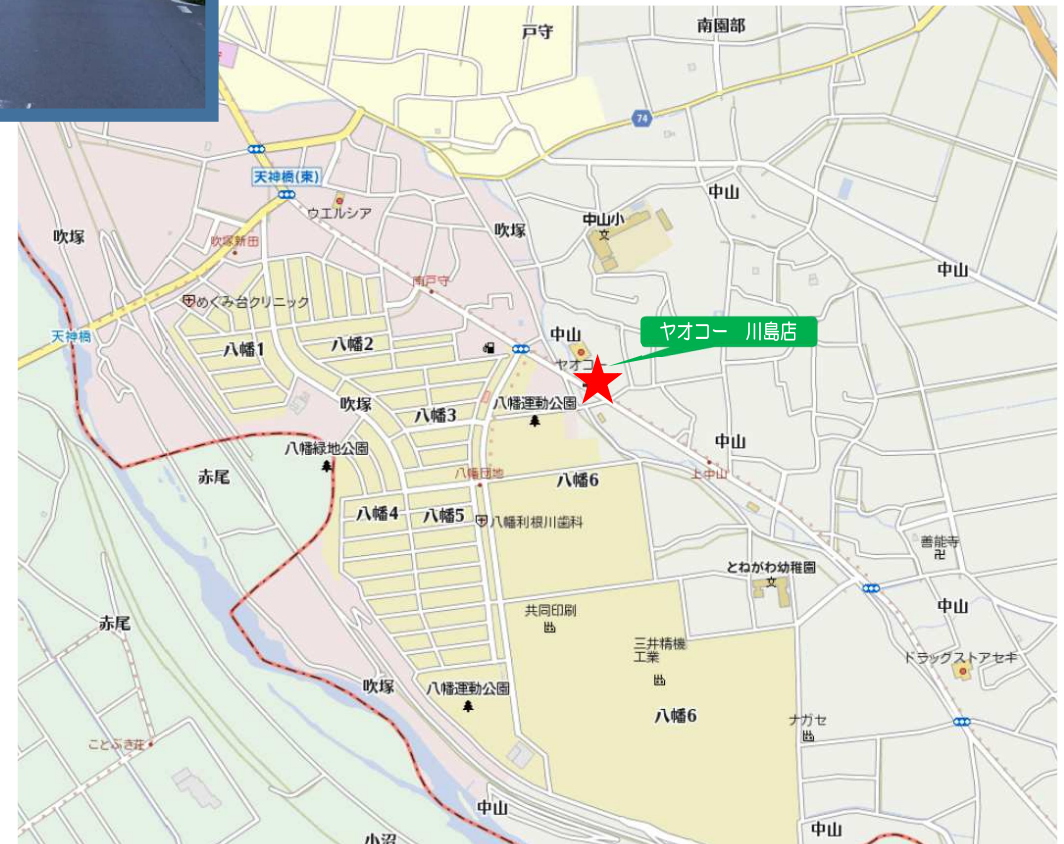 戸守
南園部
74
天神橋(東)
中山
ウエルシア
中山小
文
吹塚
吹塚
吹塚新田
中山
南戸守
めぐみ台クリニック
ヤオコー 川島店
天神橋
中山
八幡1
八幡2
ヤオコー
吹塚
八幡3
八幡運動公園
中山
八幡緑地公園
赤尾
八幡団地
八幡6
上中山
八幡4
八幡5
八幡利根川歯科
善能寺
卍
とねがわ幼稚園
文
共同印刷
中山
赤尾
三井精機
工業
ドラッグストアセキ
吹塚
八幡運動公園
八幡6
ナガセ
ことぶき荘
中山
中山
小沼